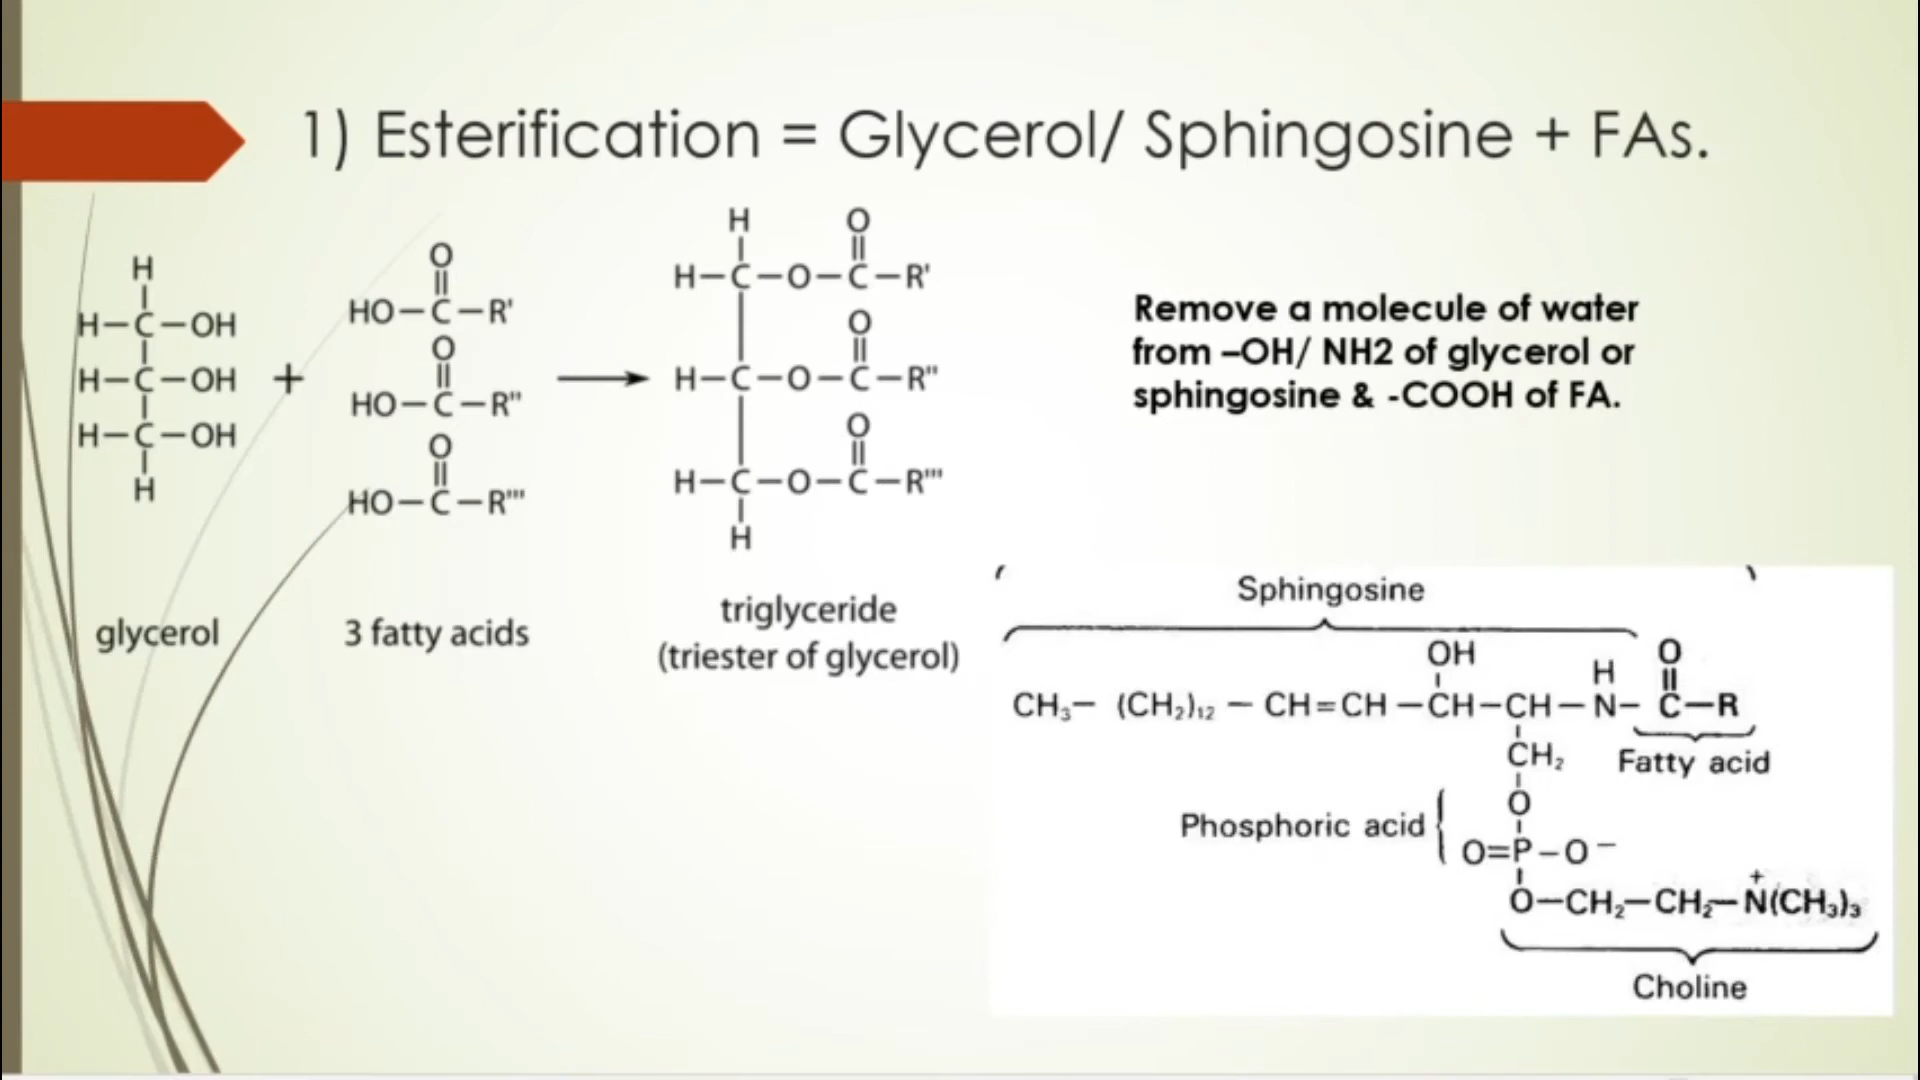 1) Esterification = Glycerol/ Sphingosine + FAs.
H
H–C–OH
H–C–OH
H–C–OH
H
+
O
HO–C–R'
O
HO–C–R"
O
HO–C–R'''
H
O
H–C–O–C–R'
O
H–C–O–C–R"
O
H–C–O–C–R'''
H
glycerol
3 fatty acids
triglyceride
(triester of glycerol)
Remove a molecule of water
from –OH/ NH2 of glycerol or
sphingosine & -COOH of FA.
Sphingosine
OH
H
O
CH₃– (CH₂)₁₂ – CH=CH –CH–CH–N– C–R
CH₂
Fatty acid
O
Phosphoric acid
O=P–O⁻
O–CH₂–CH₂–N⁺(CH₃)₃
Choline